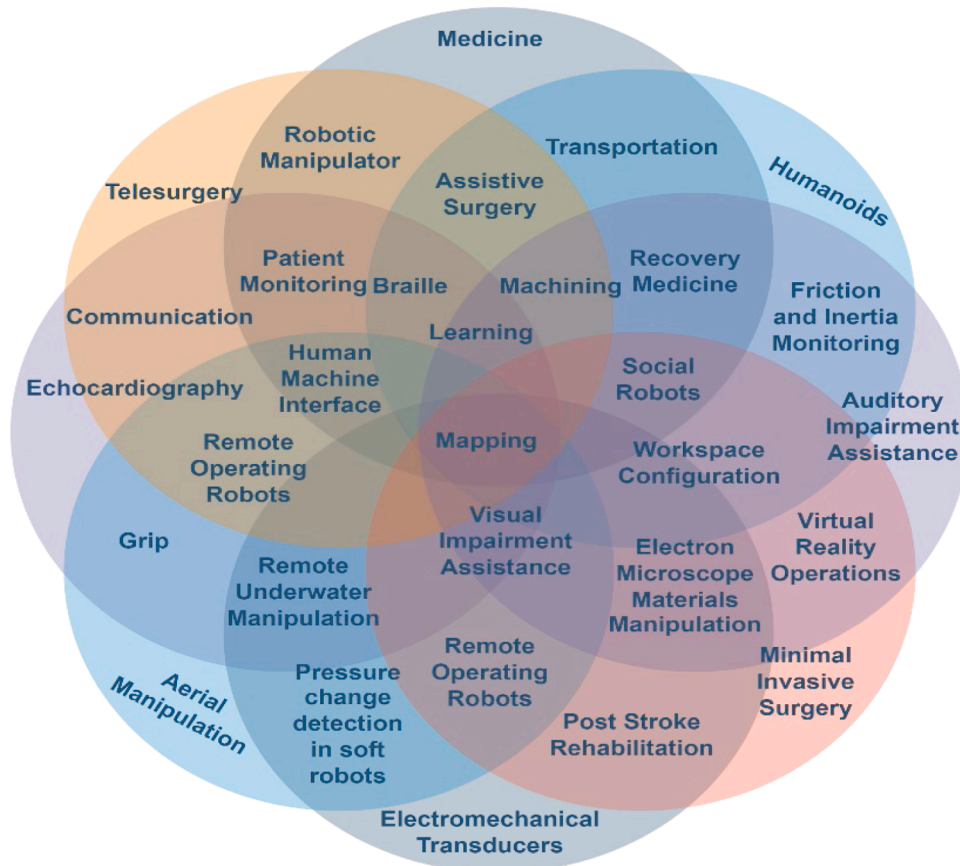 Medicine
Robotic
Manipulator
Transportation
Humanoids
Telesurgery
Assistive
Surgery
Patient
Monitoring
Braille
Machining
Recovery
Medicine
Friction
and Inertia
Monitoring
Communication
Learning
Human
Machine
Interface
Social
Robots
Echocardiography
Auditory
Impairment
Assistance
Mapping
Workspace
Configuration
Remote
Operating
Robots
Grip
Visual
Impairment
Assistance
Virtual
Reality
Operations
Remote
Underwater
Manipulation
Electron
Microscope
Materials
Manipulation
Aerial
Manipulation
Pressure
change
detection
in soft
robots
Remote
Operating
Robots
Minimal
Invasive
Surgery
Post Stroke
Rehabilitation
Electromechanical
Transducers